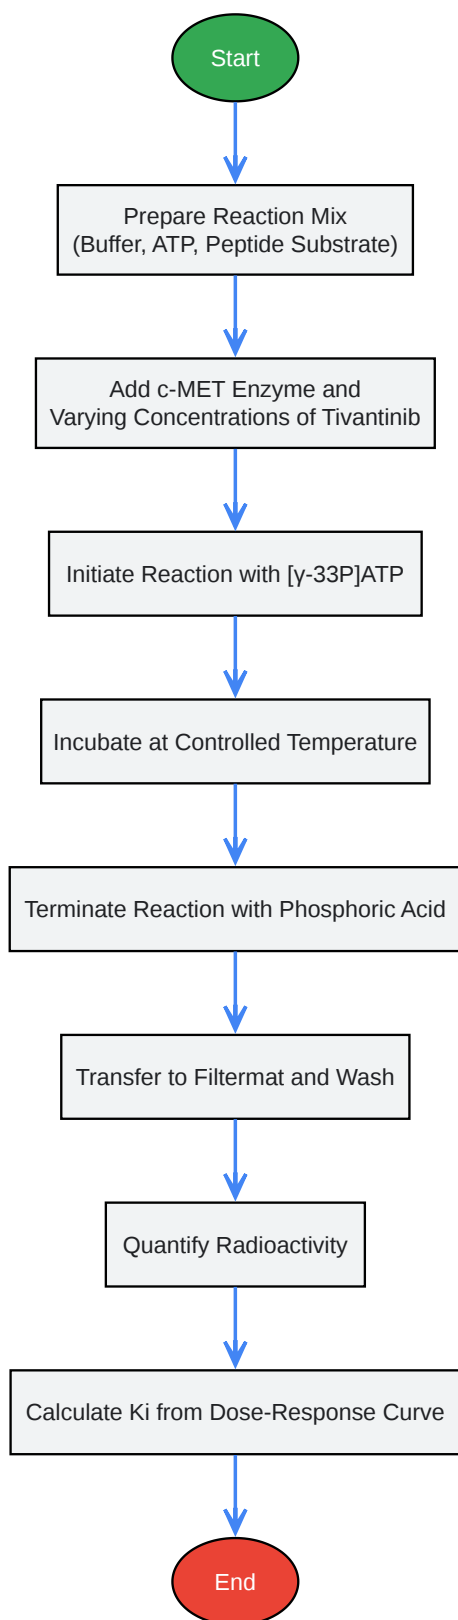 Start
Prepare Reaction Mix
(Buffer, ATP, Peptide Substrate)
Add c-MET Enzyme and
Varying Concentrations of Tivantinib
Initiate Reaction with [γ-33P]ATP
Incubate at Controlled Temperature
Terminate Reaction with Phosphoric Acid
Transfer to Filtermat and Wash
Quantify Radioactivity
Calculate Ki from Dose-Response Curve
End